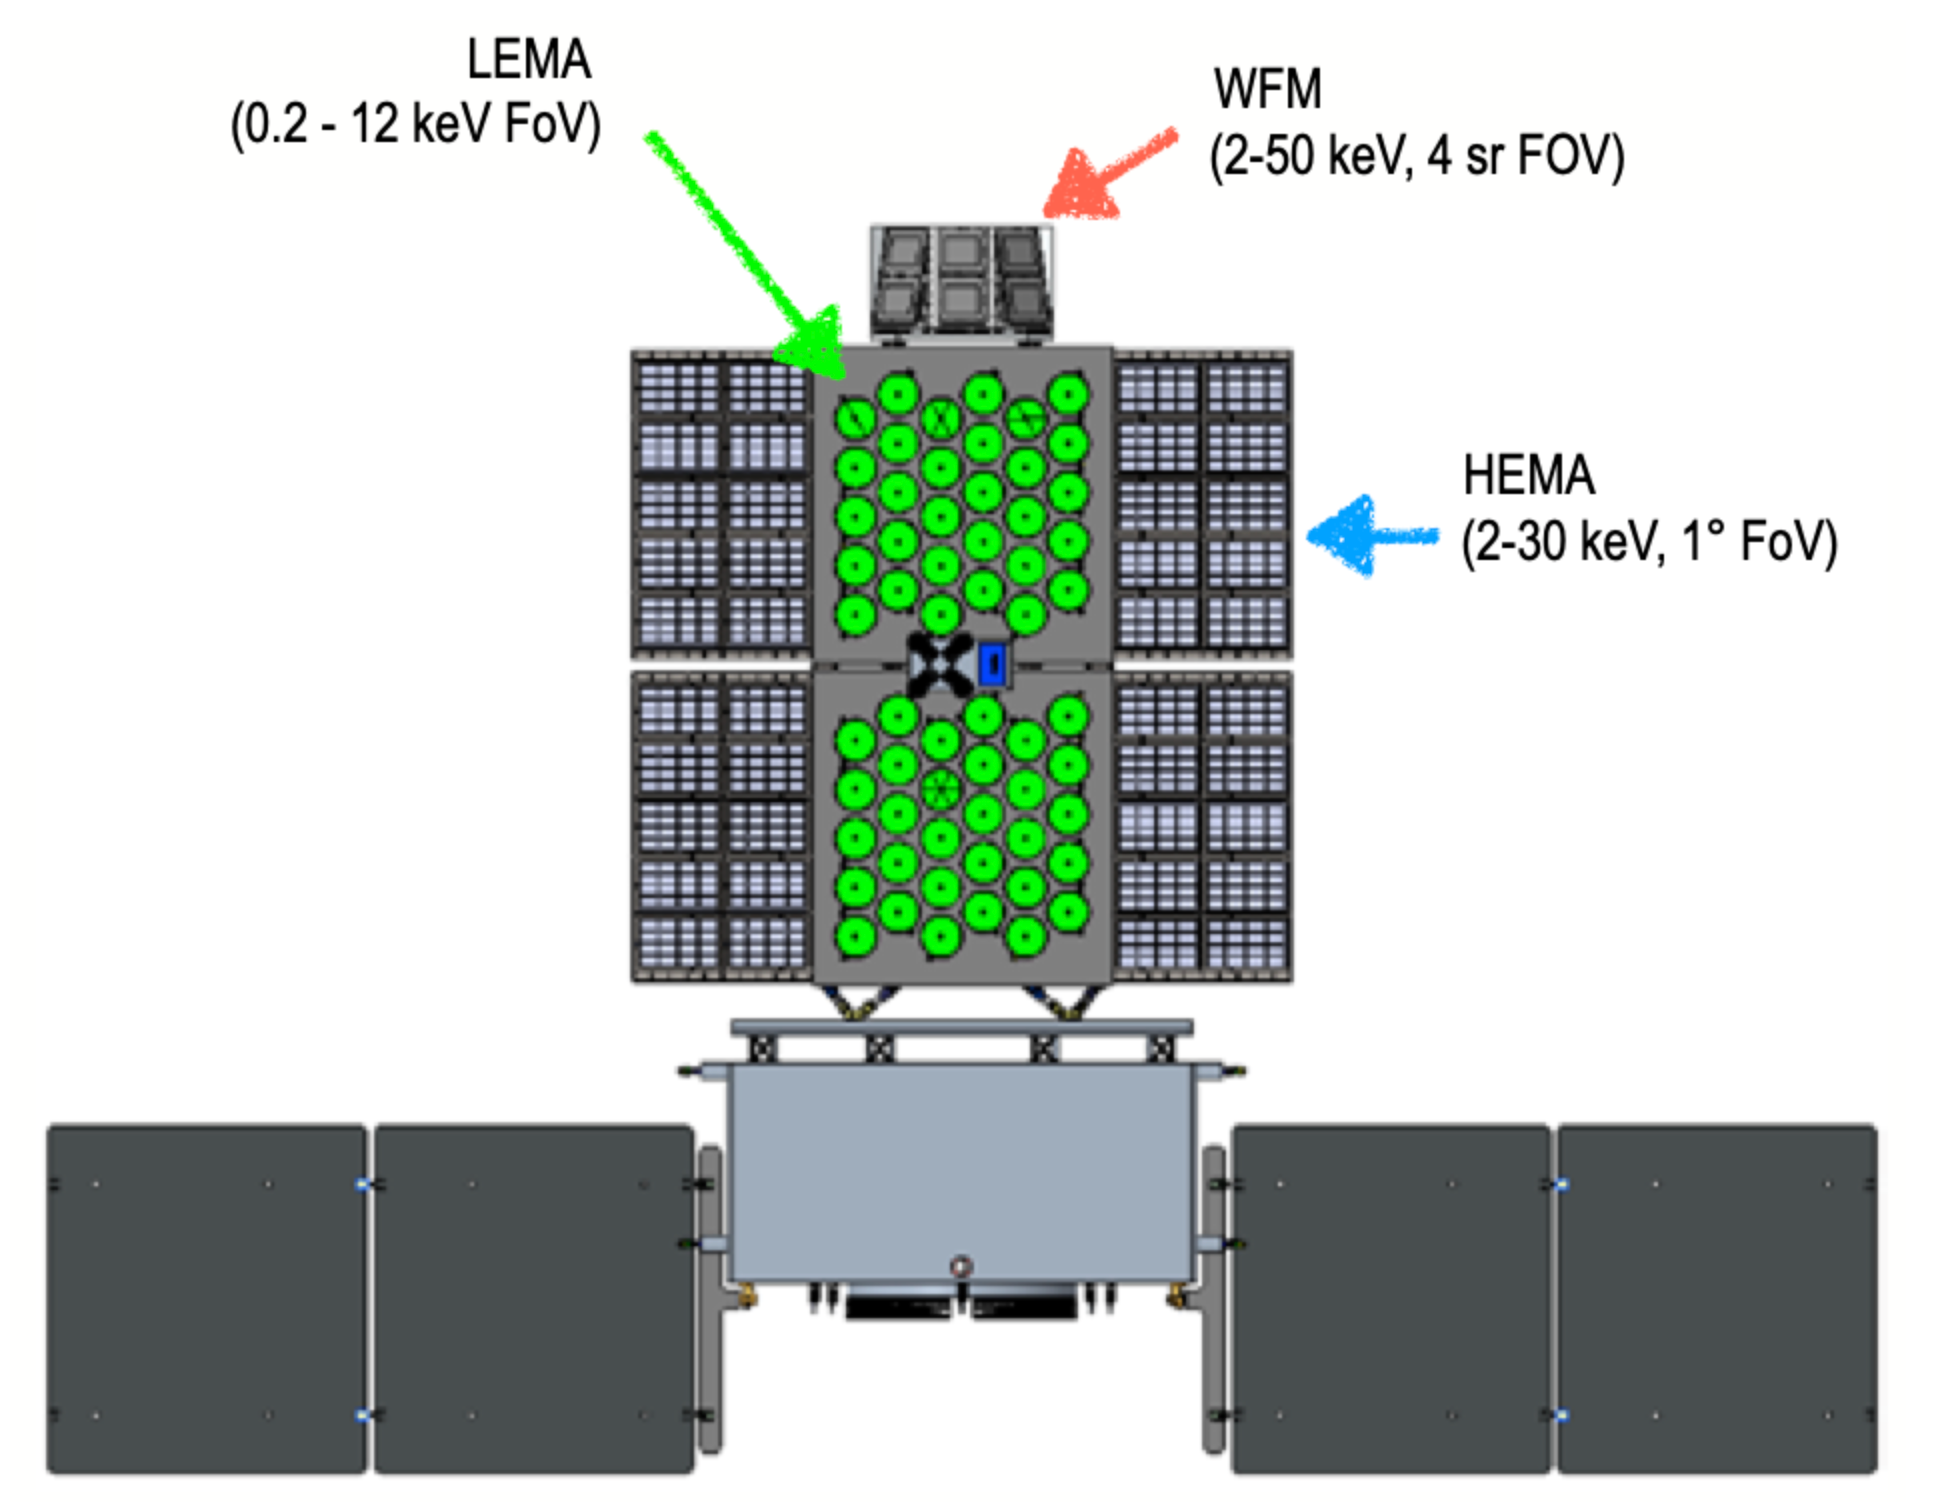 LEMA
(0.2 - 12 keV FoV)
WFM
(2-50 keV, 4 sr FOV)
HEMA
(2-30 keV, 1° FoV)